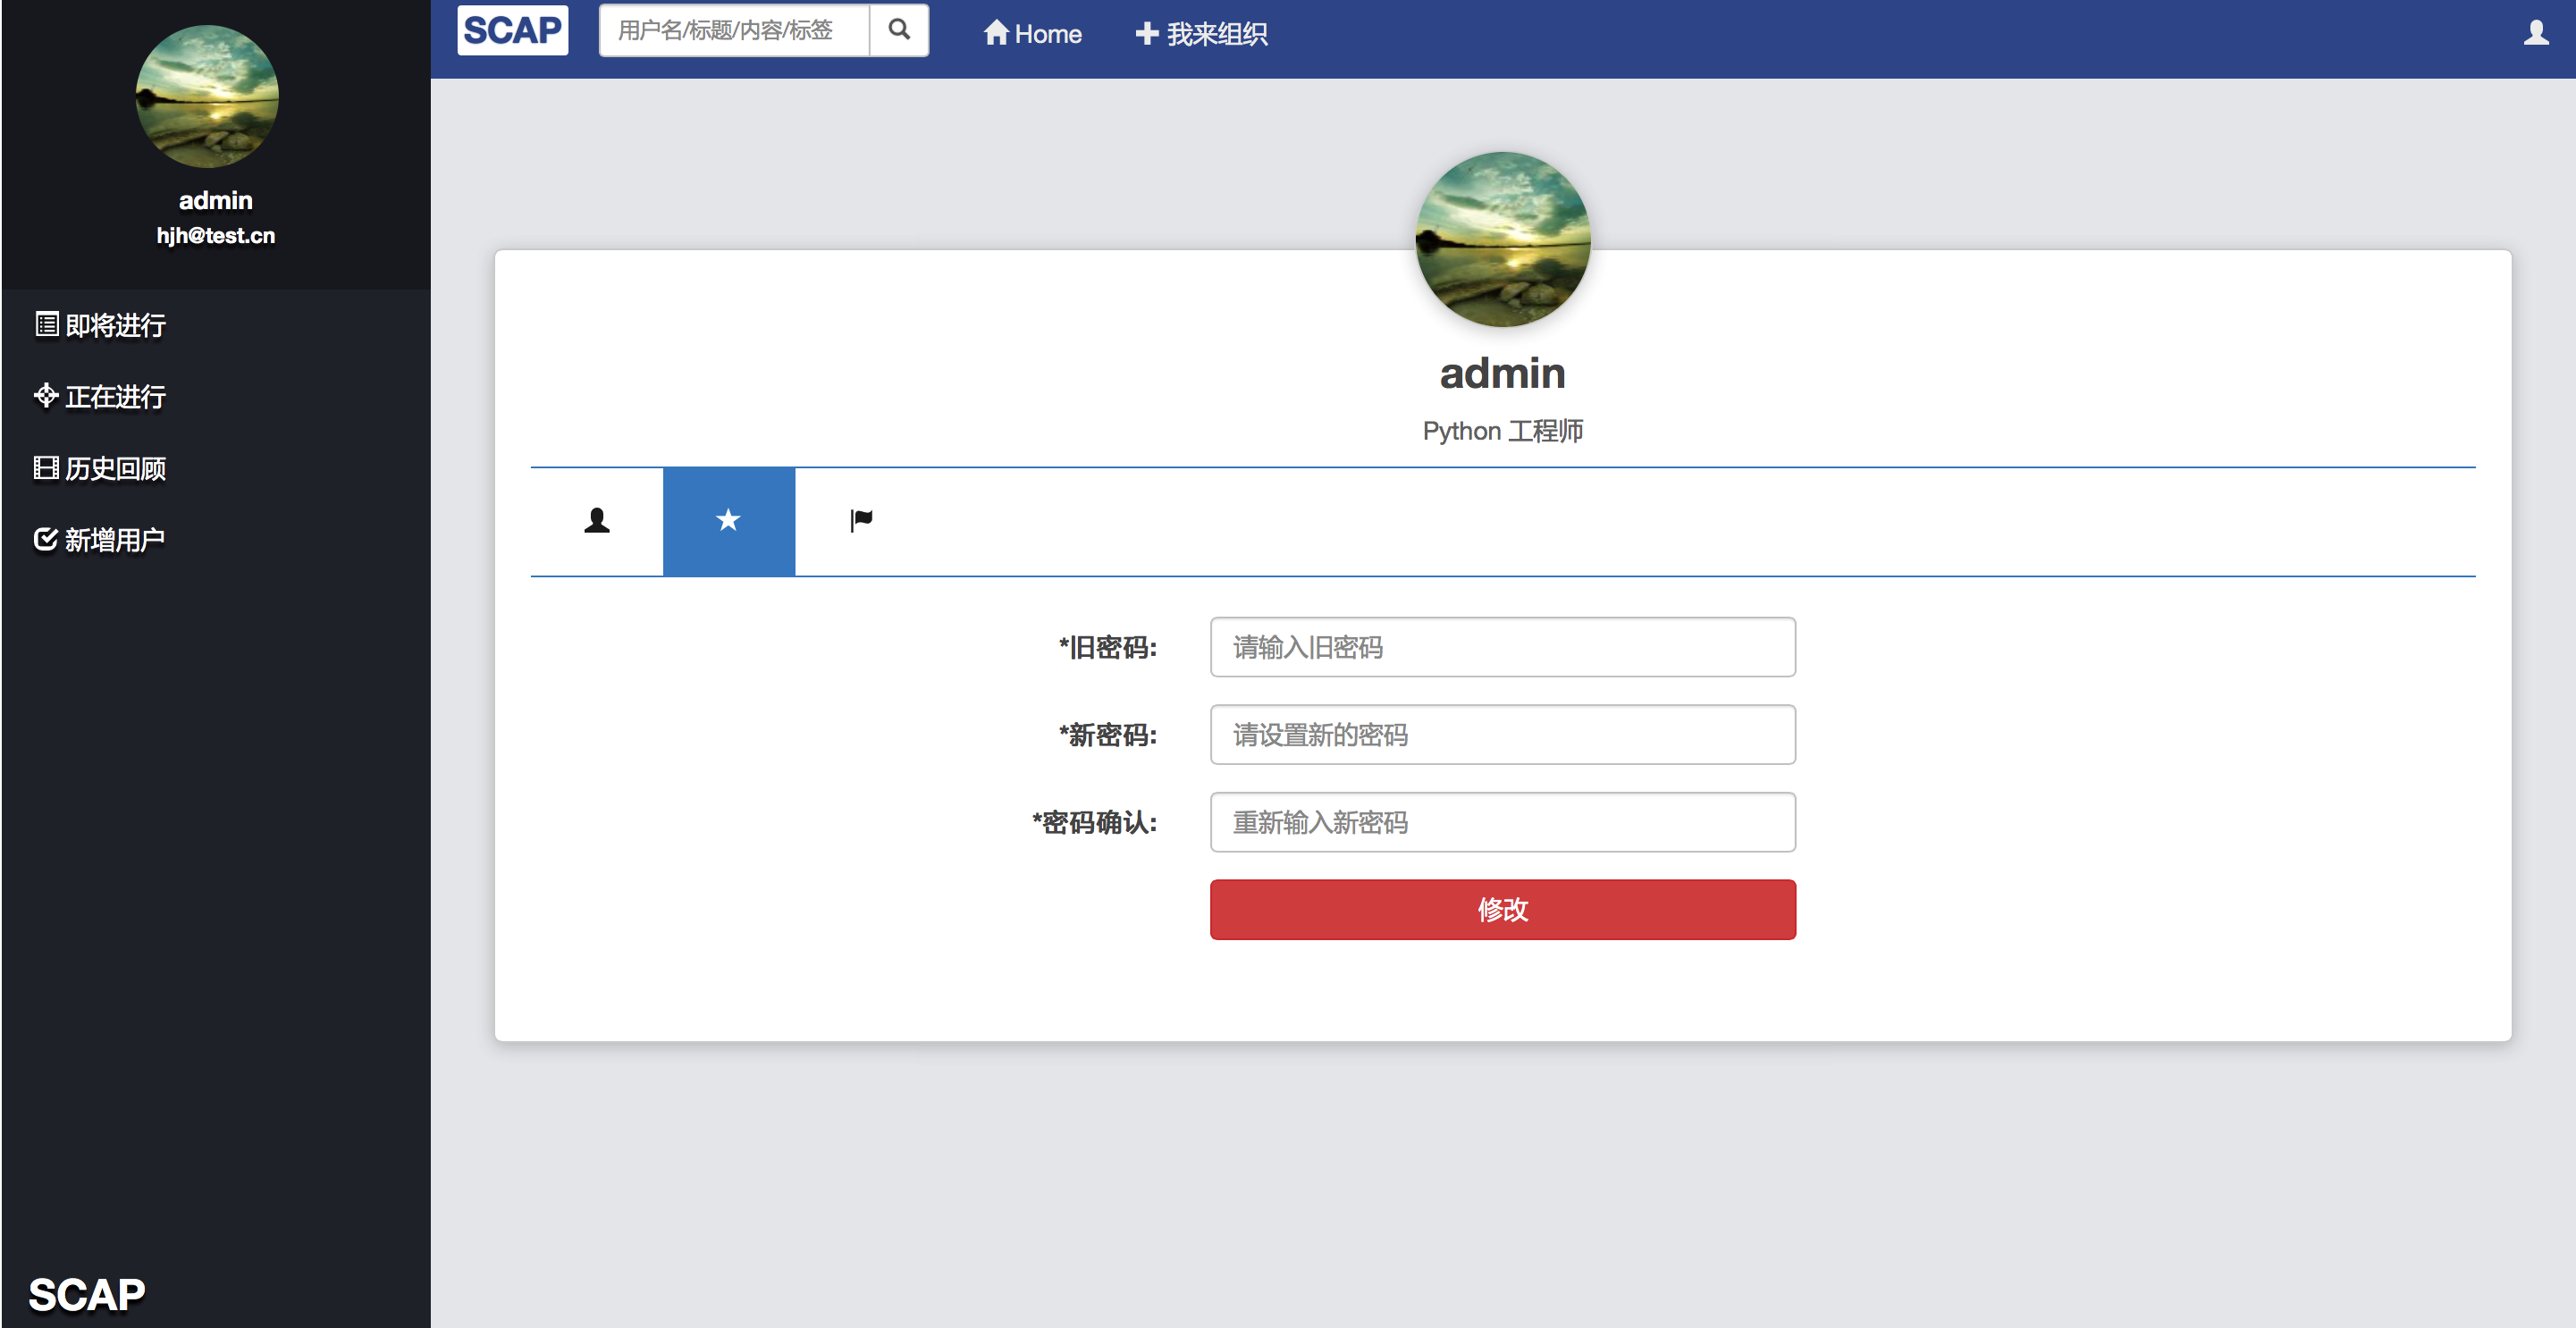 admin
hjh@test.cn
即将进行
正在进行
历史回顾
新增用户
SCAP
SCAP
用户名/标题/内容/标签
Home
我来组织
admin
Python 工程师
*旧密码:
请输入旧密码
*新密码:
请设置新的密码
*密码确认:
重新输入新密码
修改